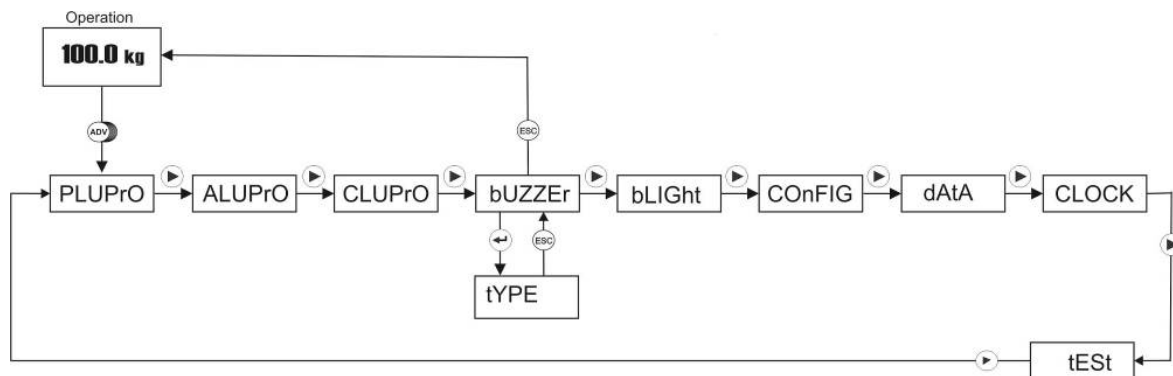 Operation
100.0 kg
ADV
ESC
PLUPrO
ALUPrO
CLUPrO
bUZZEr
bLIGht
COnFIG
dAtA
CLOCK
ESC
tYPE
tESt